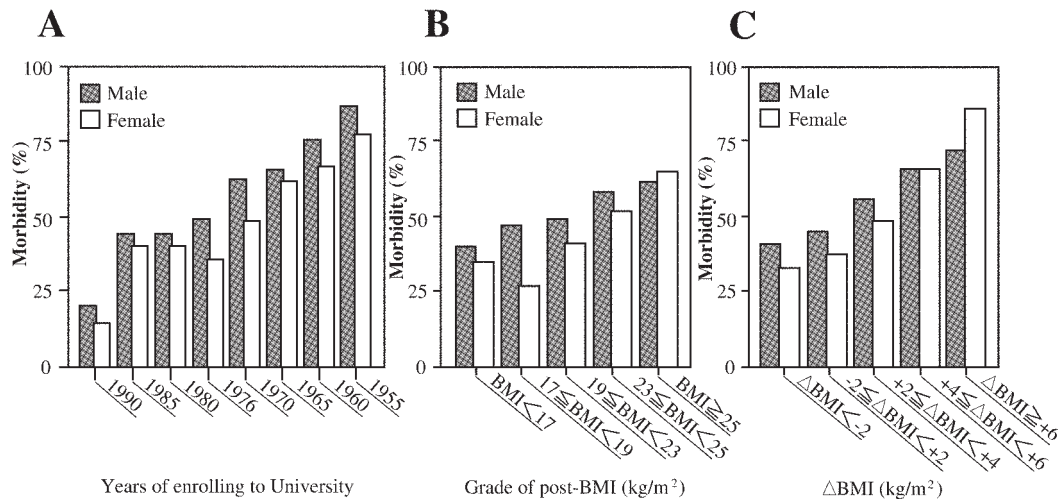 A
B
C
100
75
50
25
0
Morbidity (%)
Male
Female
1990
1985
1980
1976
1970
1965
1960
1955
Years of enrolling to University
100
75
50
25
0
Morbidity (%)
Male
Female
BMI<17
17≦BMI<19
19≦BMI<23
23≦BMI<25
BMI≧25
Grade of post-BMI (kg/m²)
100
75
50
25
0
Morbidity (%)
Male
Female
△BMI<-2
-2≦△BMI<+2
+2≦△BMI<+4
+4≦△BMI<+6
△BMI≧+6
△BMI (kg/m²)